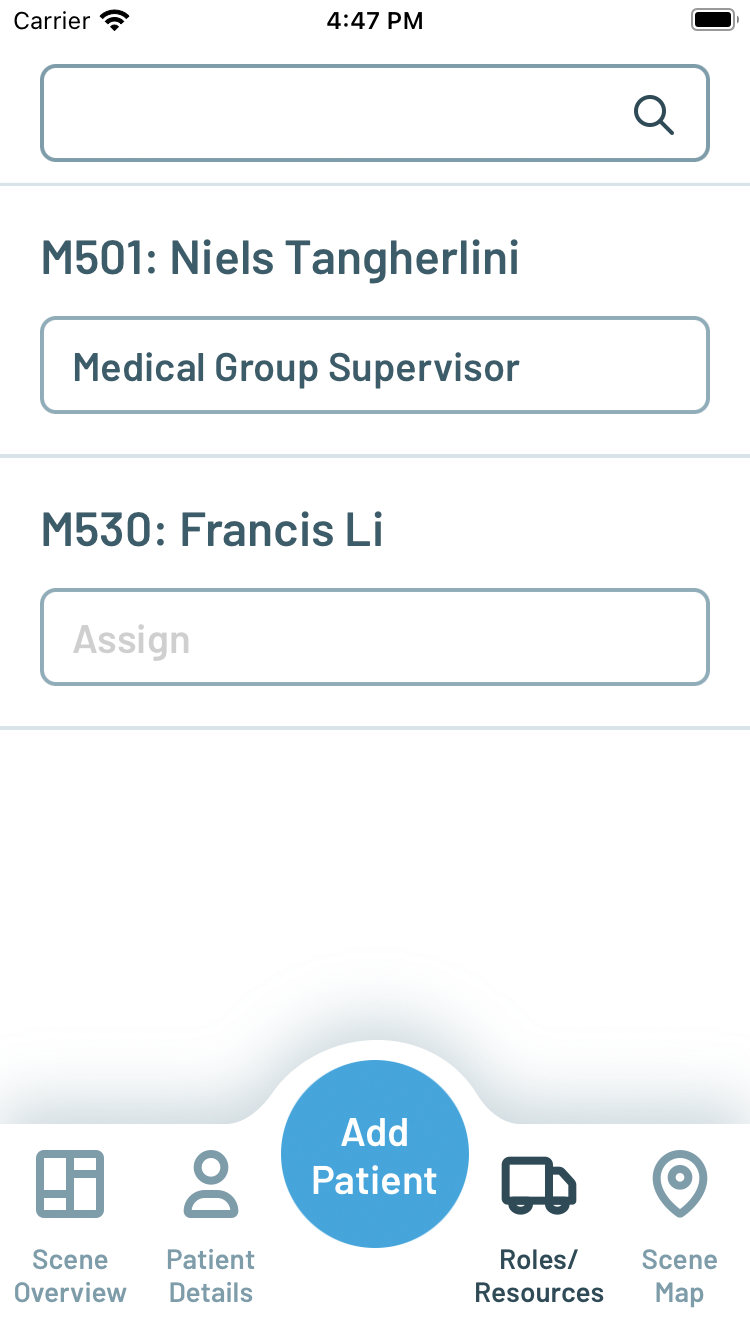 Carrier 4:47 PM
M501: Niels Tangherlini
Medical Group Supervisor
M530: Francis Li
Assign
Add
Patient
Scene
Overview
Patient
Details
Roles/
Resources
Scene
Map